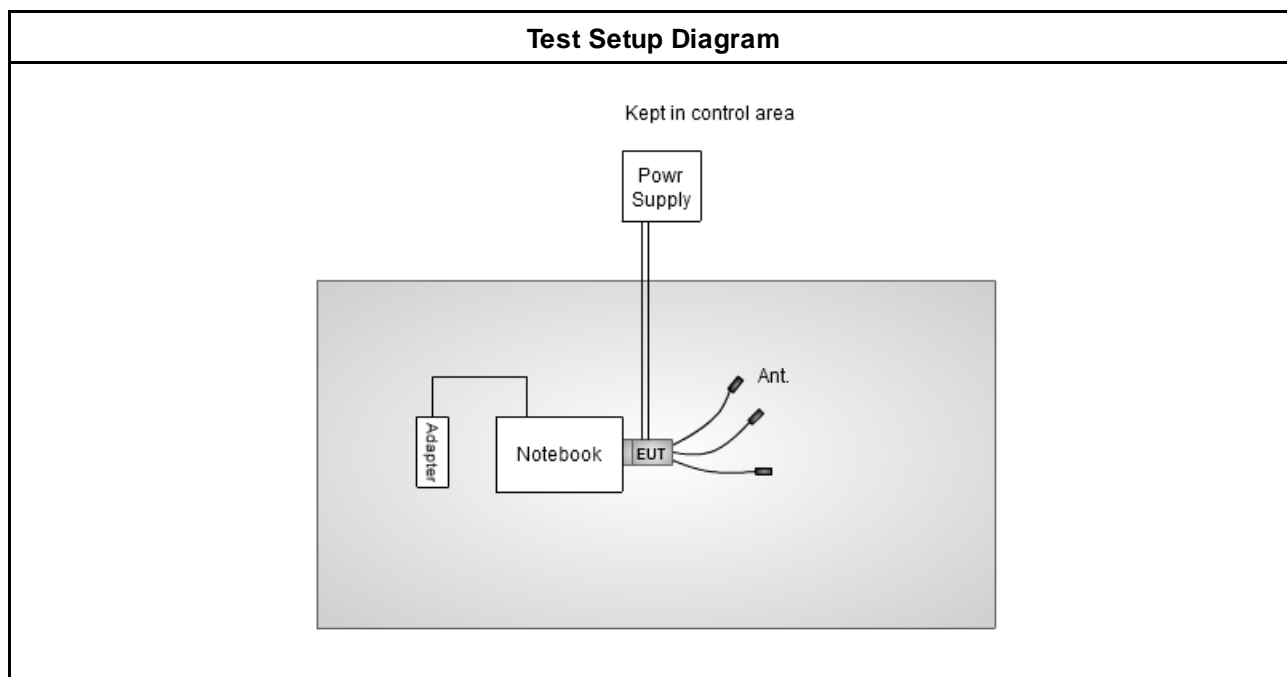 Test Setup Diagram
Kept in control area
Powr
Supply
Ant.
Adapter
Notebook
EUT